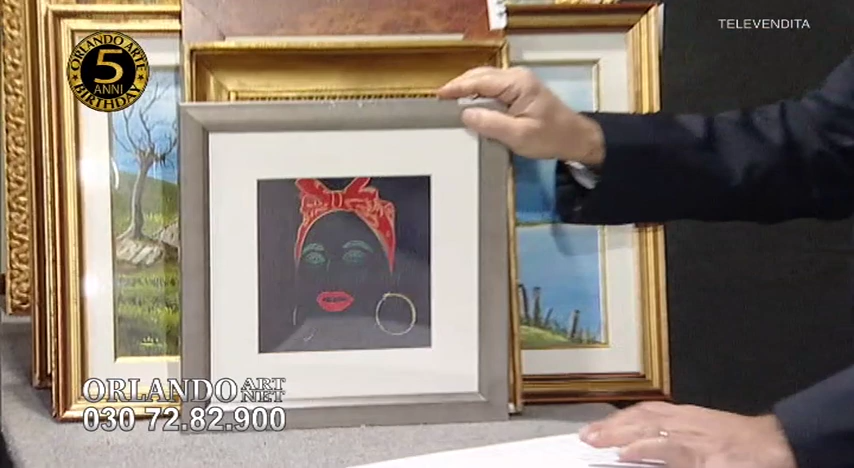 TELEVENDITA
ORLANDO ARTE
5
ANNI
BIRTHDAY
ORLANDO ART
NET
030 72.82.900